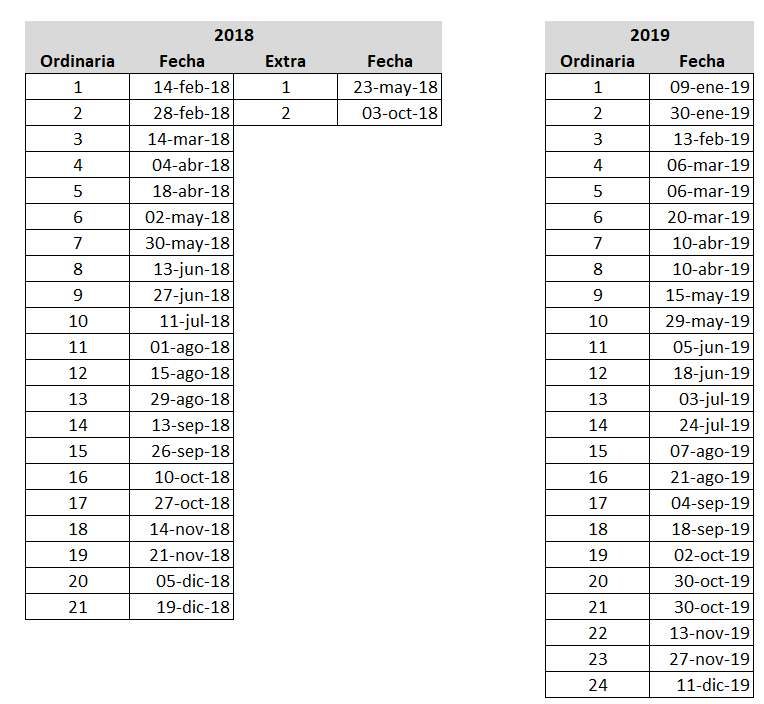 2018
Ordinaria Fecha Extra Fecha
1 14-feb-18 1 23-may-18
2 28-feb-18 2 03-oct-18
3 14-mar-18
4 04-abr-18
5 18-abr-18
6 02-may-18
7 30-may-18
8 13-jun-18
9 27-jun-18
10 11-jul-18
11 01-ago-18
12 15-ago-18
13 29-ago-18
14 13-sep-18
15 26-sep-18
16 10-oct-18
17 27-oct-18
18 14-nov-18
19 21-nov-18
20 05-dic-18
21 19-dic-18
2019
Ordinaria Fecha
1 09-ene-19
2 30-ene-19
3 13-feb-19
4 06-mar-19
5 06-mar-19
6 20-mar-19
7 10-abr-19
8 10-abr-19
9 15-may-19
10 29-may-19
11 05-jun-19
12 18-jun-19
13 03-jul-19
14 24-jul-19
15 07-ago-19
16 21-ago-19
17 04-sep-19
18 18-sep-19
19 02-oct-19
20 30-oct-19
21 30-oct-19
22 13-nov-19
23 27-nov-19
24 11-dic-19